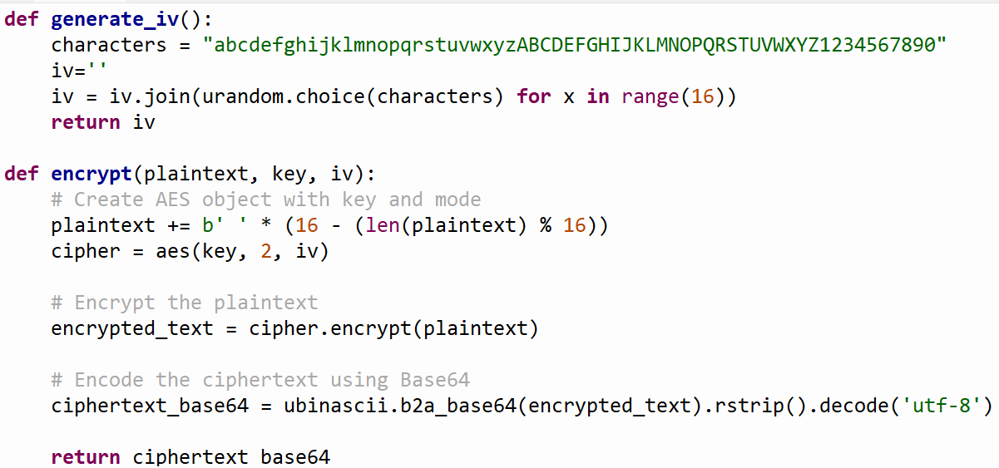 def generate_iv():
    characters = "abcdefghijklmnopqrstuvwxyzABCDEFGHIJKLMNOPQRSTUVWXYZ1234567890"
    iv=''
    iv = iv.join(urandom.choice(characters) for x in range(16))
    return iv

def encrypt(plaintext, key, iv):
    # Create AES object with key and mode
    plaintext += b' ' * (16 - (len(plaintext) % 16))
    cipher = aes(key, 2, iv)

    # Encrypt the plaintext
    encrypted_text = cipher.encrypt(plaintext)

    # Encode the ciphertext using Base64
    ciphertext_base64 = ubinascii.b2a_base64(encrypted_text).rstrip().decode('utf-8')

    return ciphertext_base64